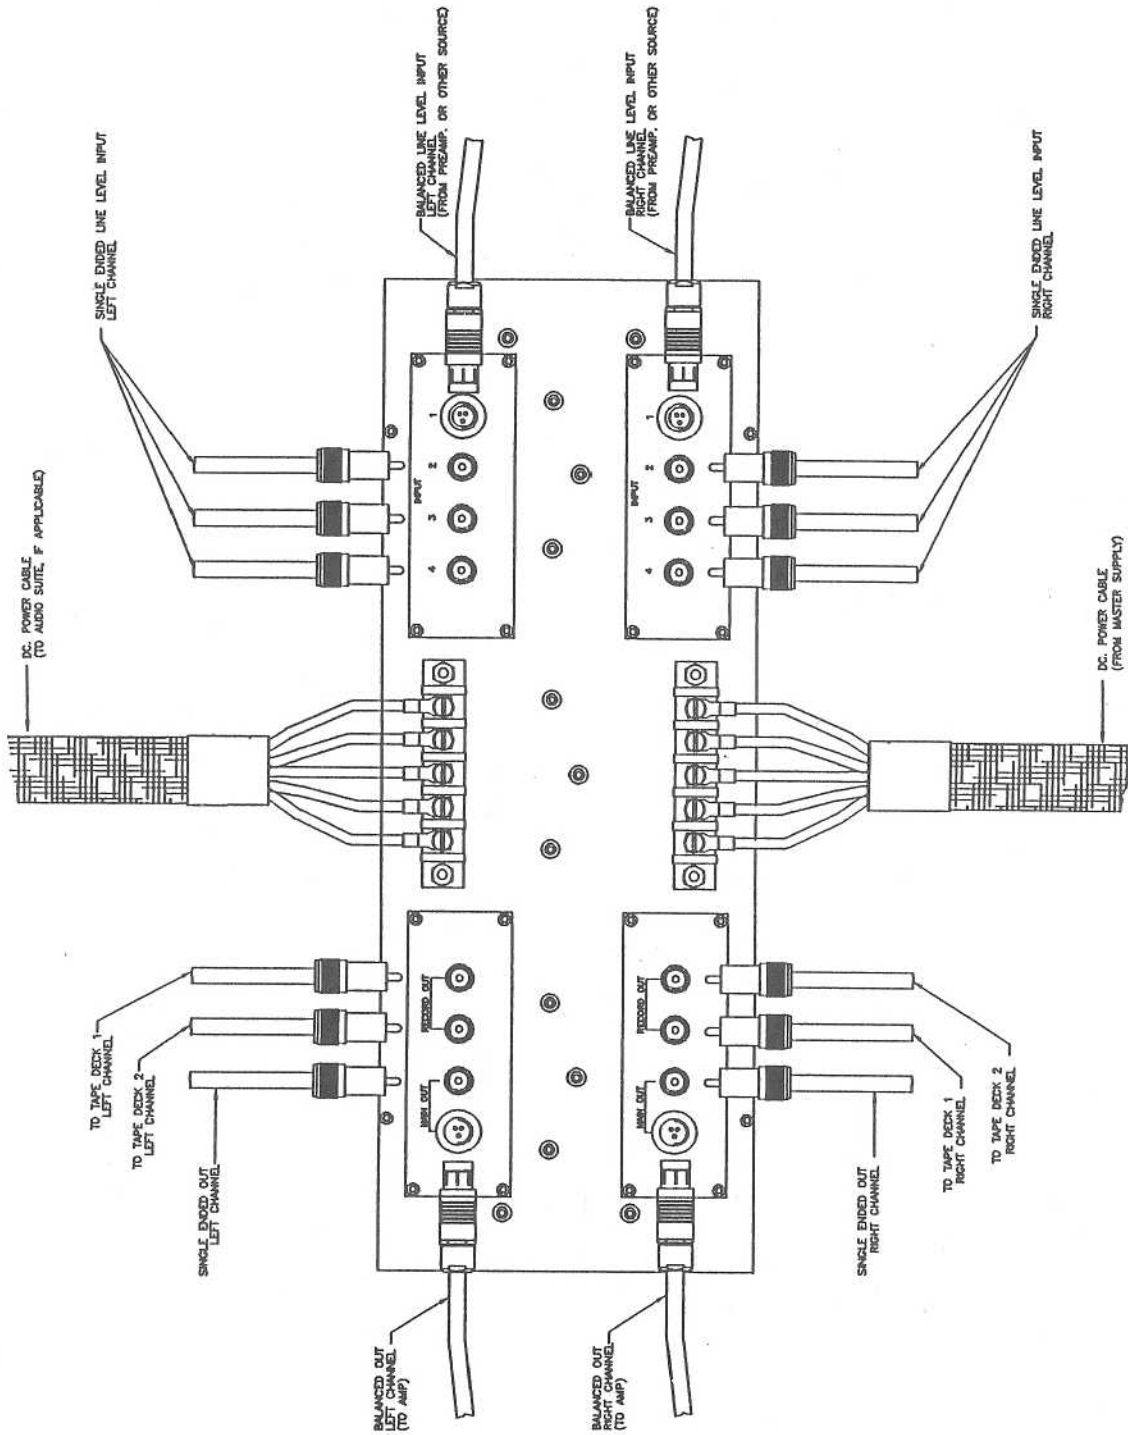 BALANCED LINE LEVEL INPUT
LEFT CHANNEL
(FROM PREAMP. OR OTHER SOURCE)
BALANCED LINE LEVEL INPUT
RIGHT CHANNEL
(FROM PREAMP. OR OTHER SOURCE)
SINGLE ENDED LINE LEVEL INPUT
LEFT CHANNEL
SINGLE ENDED LINE LEVEL INPUT
RIGHT CHANNEL
1
2
3
4
INPUT
1
2
3
4
INPUT
DC. POWER CABLE
(TO AUDIO SUITE, IF APPLICABLE)
DC. POWER CABLE
(FROM MASTER SUPPLY)
RECORD OUT
MAIN OUT
RECORD OUT
MAIN OUT
TO TAPE DECK 1
LEFT CHANNEL
TO TAPE DECK 2
LEFT CHANNEL
SINGLE ENDED OUT
LEFT CHANNEL
SINGLE ENDED OUT
RIGHT CHANNEL
TO TAPE DECK 1
RIGHT CHANNEL
TO TAPE DECK 2
RIGHT CHANNEL
BALANCED OUT
LEFT CHANNEL
(TO AMP)
BALANCED OUT
RIGHT CHANNEL
(TO AMP)